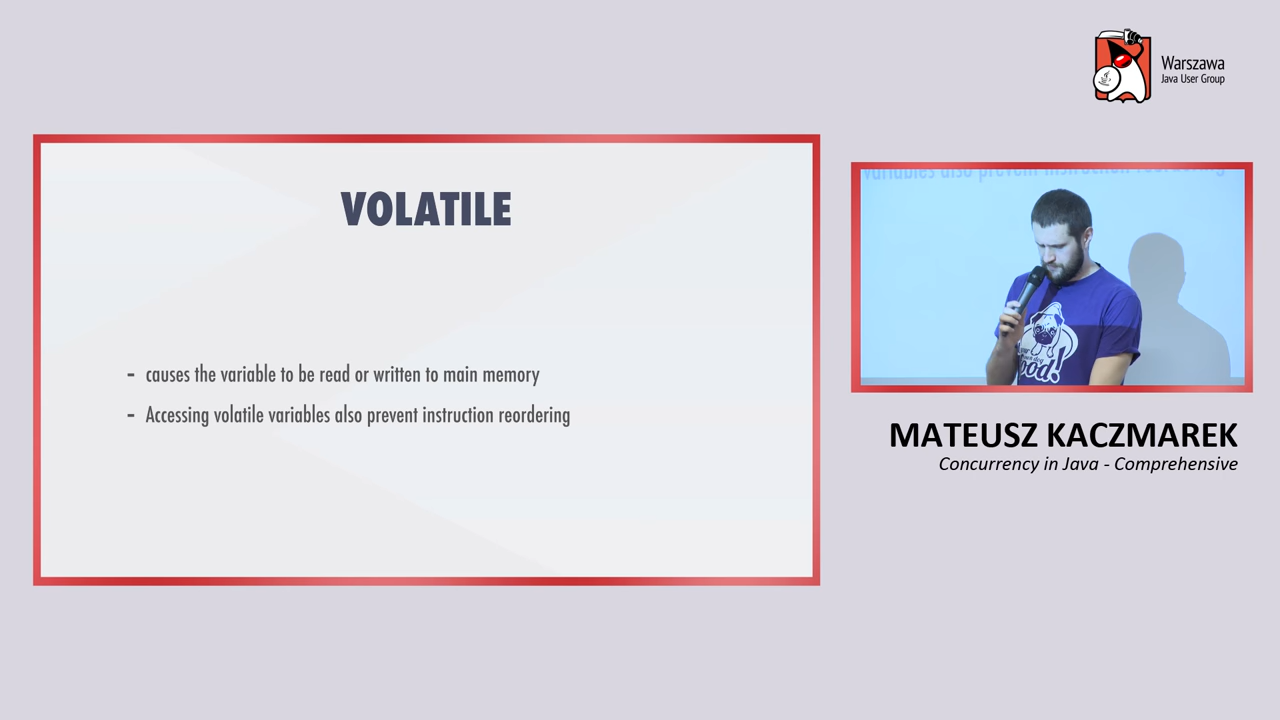 Warszawa
Java User Group
VOLATILE
variables also prevent instruction reordering
- causes the variable to be read or written to main memory
- Accessing volatile variables also prevent instruction reordering
ood!
MATEUSZ KACZMAREK
Concurrency in Java - Comprehensive